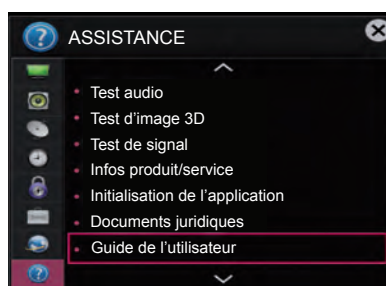 ASSISTANCE
Test audio
Test d'image 3D
Test de signal
Infos produit/service
Initialisation de l'application
Documents juridiques
Guide de l'utilisateur